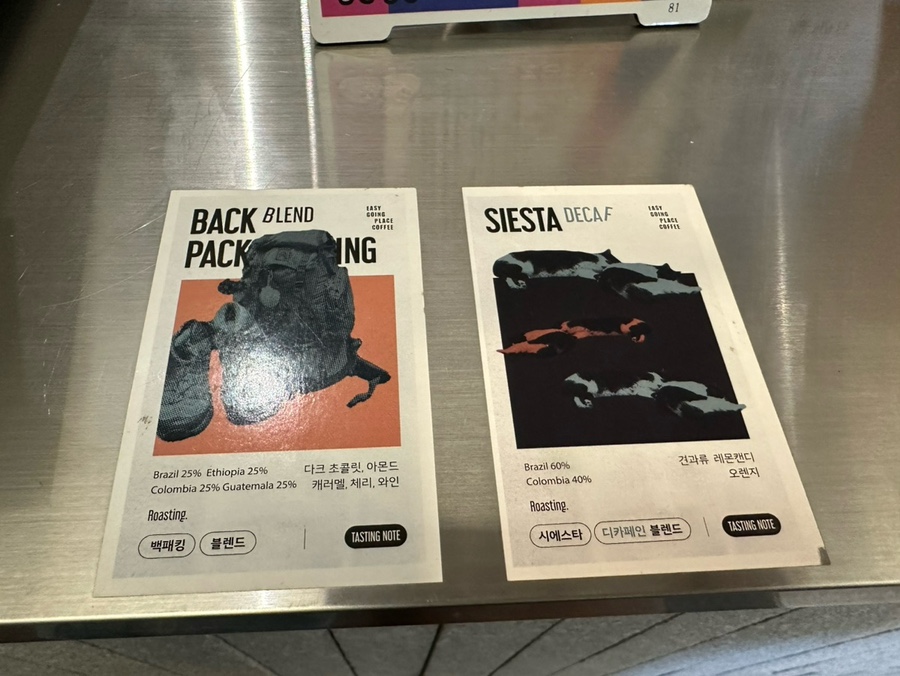 81
BACK BLEND
PACK ING
EASY
GOING
PLACE
COFFEE
Brazil 25% Ethiopia 25%
Colombia 25% Guatemala 25%
다크 초콜릿, 아몬드
캐러멜, 체리, 와인
Roasting.
백패킹 블렌드
TASTING NOTE
SIESTA DECAF
EASY
GOING
PLACE
COFFEE
Brazil 60%
Colombia 40%
견과류 레몬캔디
오렌지
Roasting.
시에스타 디카페인 블렌드
TASTING NOTE